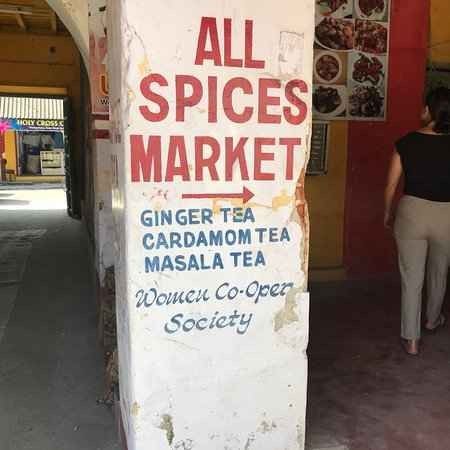 ALL
SPICES
MARKET
GINGER TEA
CARDAMOM TEA
MASALA TEA
Women Co-Oper
Society
HOLY CROSS C